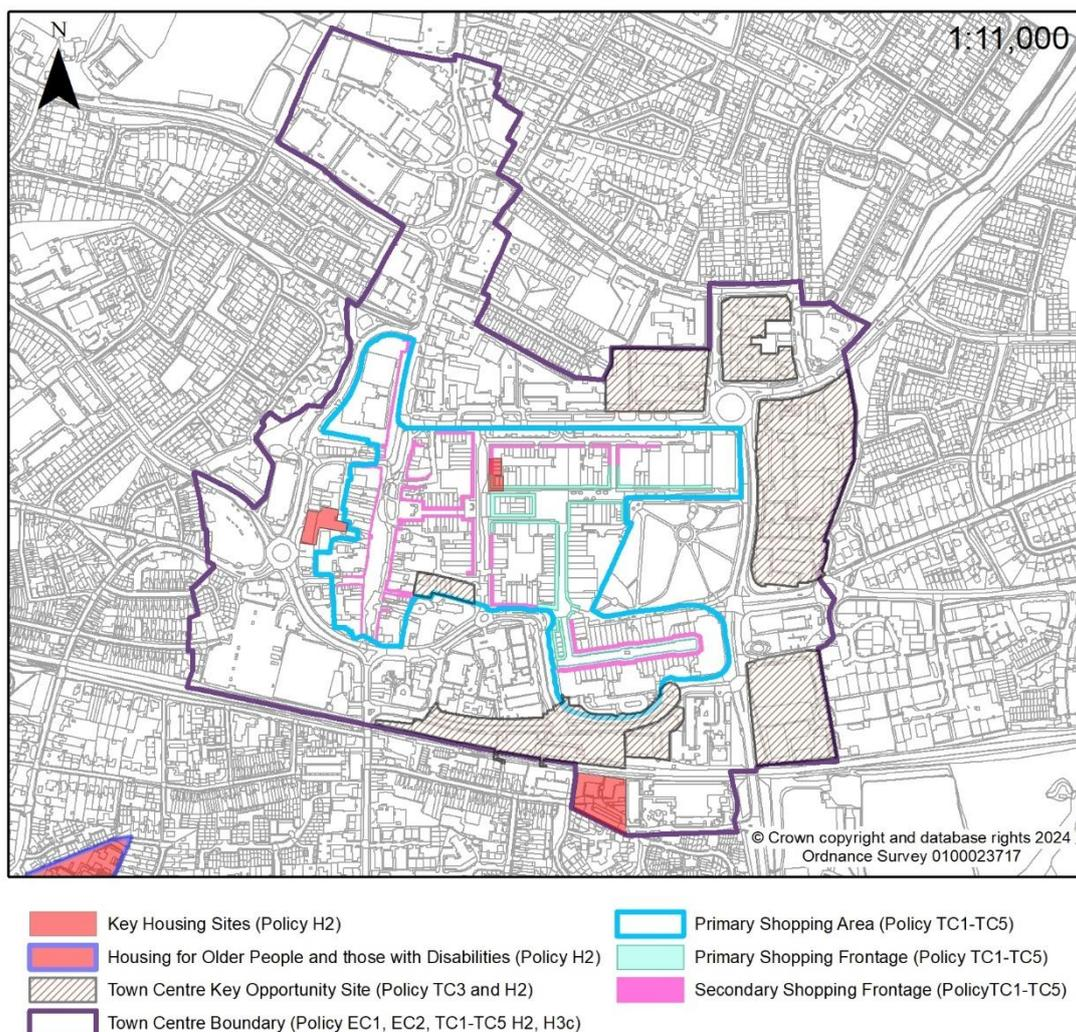 N
1:11,000
© Crown copyright and database rights 2024
Ordnance Survey 0100023717
Key Housing Sites (Policy H2)
Housing for Older People and those with Disabilities (Policy H2)
Town Centre Key Opportunity Site (Policy TC3 and H2)
Town Centre Boundary (Policy EC1, EC2, TC1-TC5 H2, H3c)
Primary Shopping Area (Policy TC1-TC5)
Primary Shopping Frontage (Policy TC1-TC5)
Secondary Shopping Frontage (PolicyTC1-TC5)